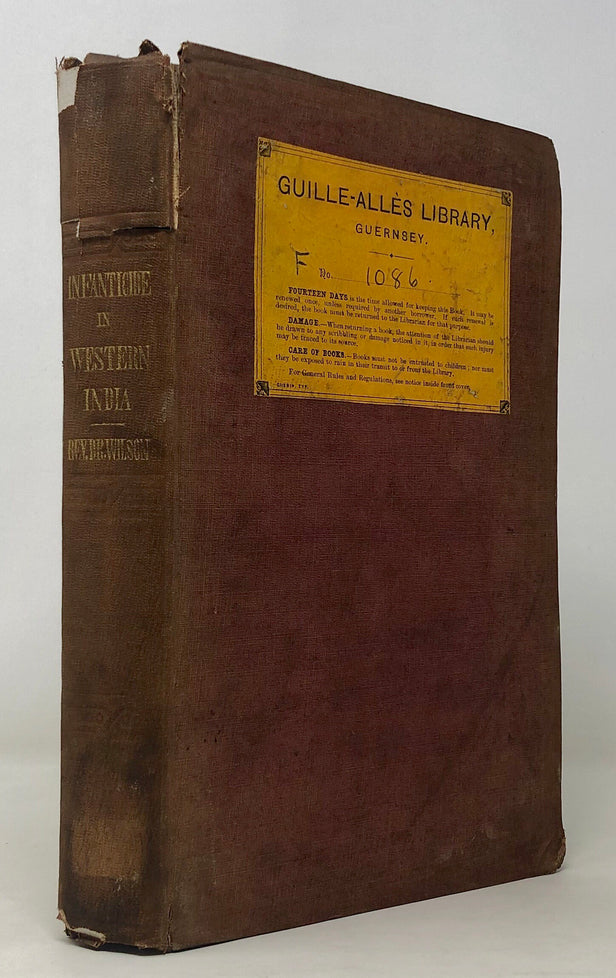 INFANTICIDE
IN
WESTERN
INDIA
REV. DR. WILSON
GUILLE-ALLÈS LIBRARY,
GUERNSEY.
F No. 1086.
FOURTEEN DAYS is the time allowed for keeping this Book. It may be
renewed once, unless required by another borrower. If such renewal is
desired, the book must be returned to the Librarian for that purpose.
DAMAGE.—When returning a book, the attention of the Librarian should
be drawn to any scribbling or damage noticed in it, in order that such injury
may be traced to its source.
CARE OF BOOKS.—Books must not be entrusted to children; nor must
they be exposed to rain in their transit to or from the Library.
For General Rules and Regulations, see notice inside front cover.
GUERIN, TYP.